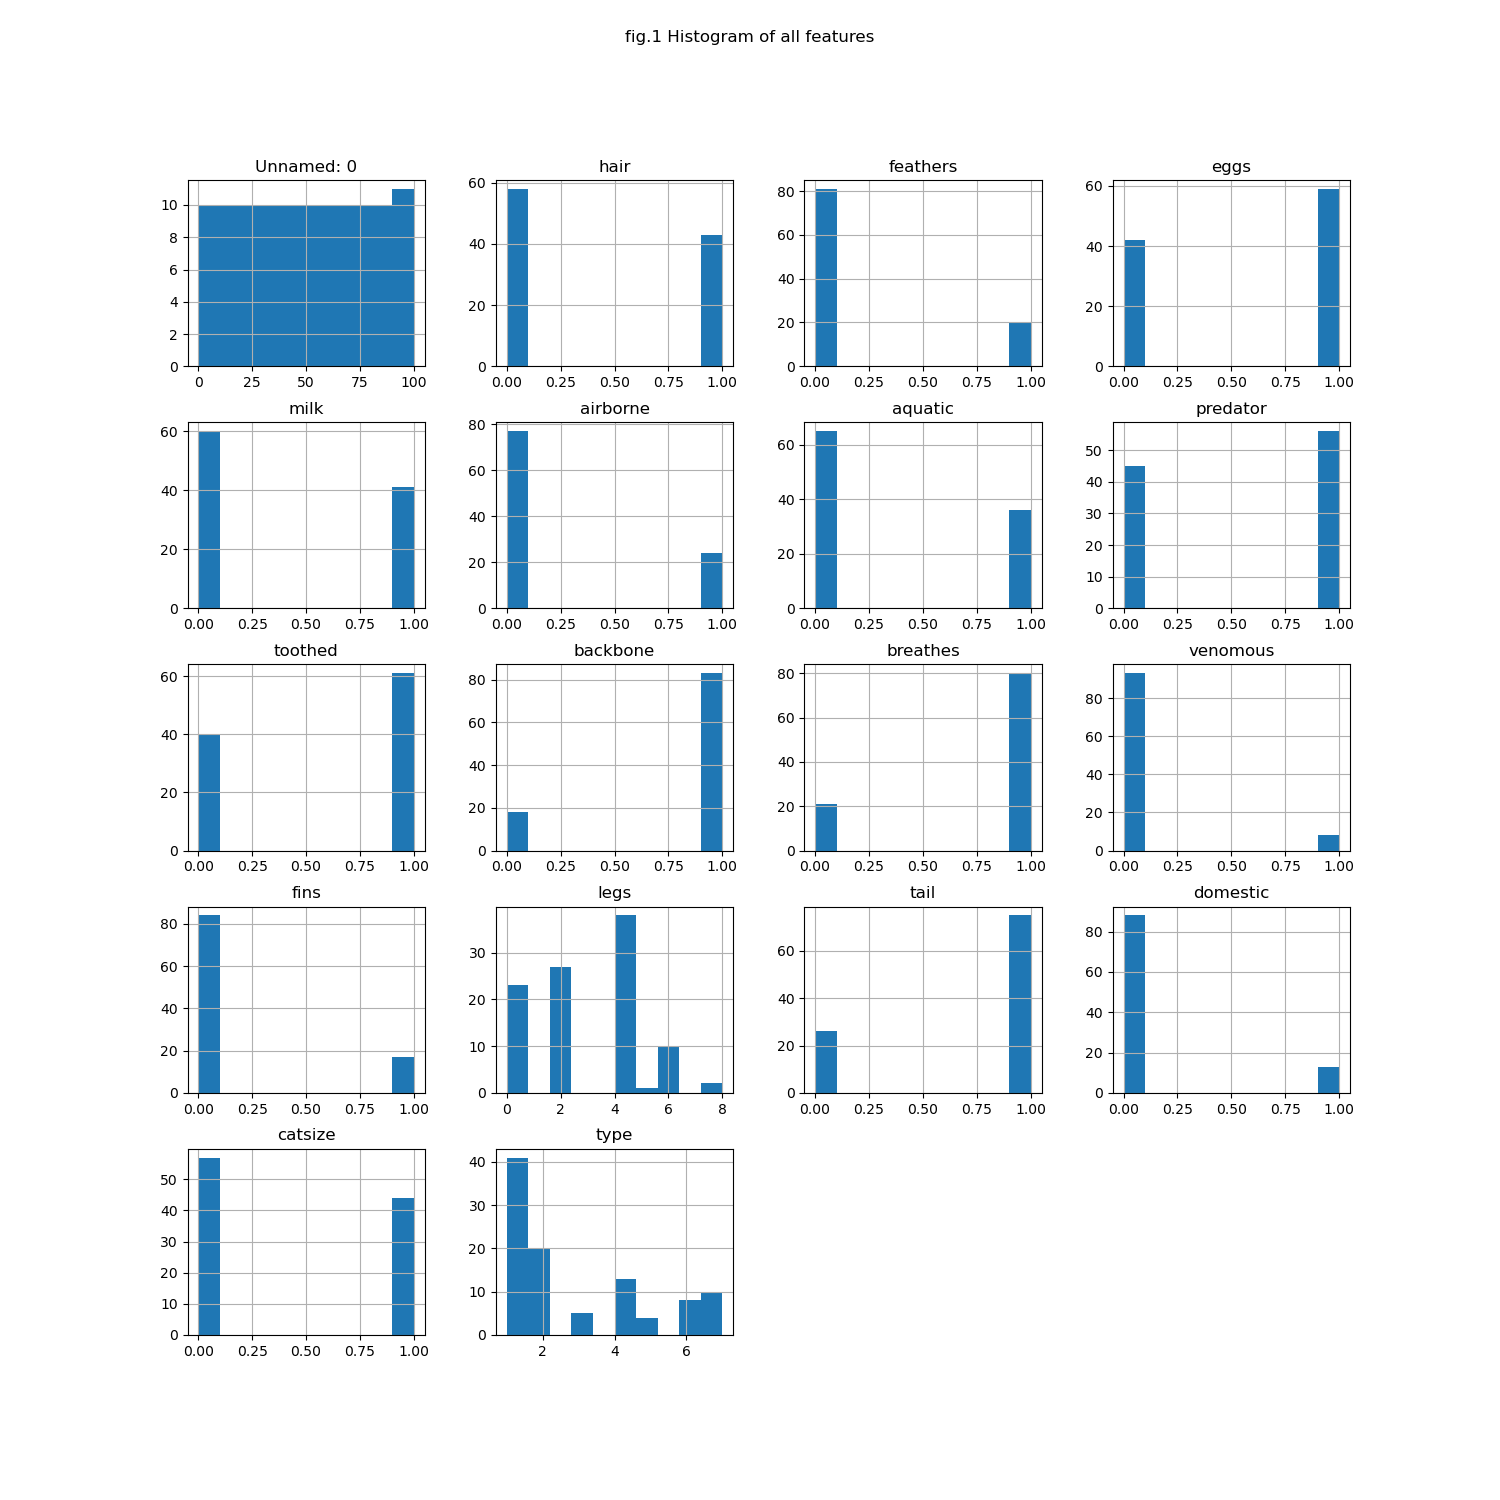 fig.1 Histogram of all features
Unnamed: 0 hair feathers eggs
10 8 6 4 2 0
0 25 50 75 100
60 40 20 0
0.00 0.25 0.50 0.75 1.00
80 60 40 20 0
0.00 0.25 0.50 0.75 1.00
60 40 20 0
0.00 0.25 0.50 0.75 1.00
milk airborne aquatic predator
60 40 20 0
0.00 0.25 0.50 0.75 1.00
80 60 40 20 0
0.00 0.25 0.50 0.75 1.00
60 40 20 0
0.00 0.25 0.50 0.75 1.00
50 40 30 20 10 0
0.00 0.25 0.50 0.75 1.00
toothed backbone breathes venomous
60 40 20 0
0.00 0.25 0.50 0.75 1.00
80 60 40 20 0
0.00 0.25 0.50 0.75 1.00
80 60 40 20 0
0.00 0.25 0.50 0.75 1.00
80 60 40 20 0
0.00 0.25 0.50 0.75 1.00
fins legs tail domestic
80 60 40 20 0
0.00 0.25 0.50 0.75 1.00
30 20 10 0
0 2 4 6 8
60 40 20 0
0.00 0.25 0.50 0.75 1.00
80 60 40 20 0
0.00 0.25 0.50 0.75 1.00
catsize type
50 40 30 20 10 0
0.00 0.25 0.50 0.75 1.00
40 30 20 10 0
2 4 6